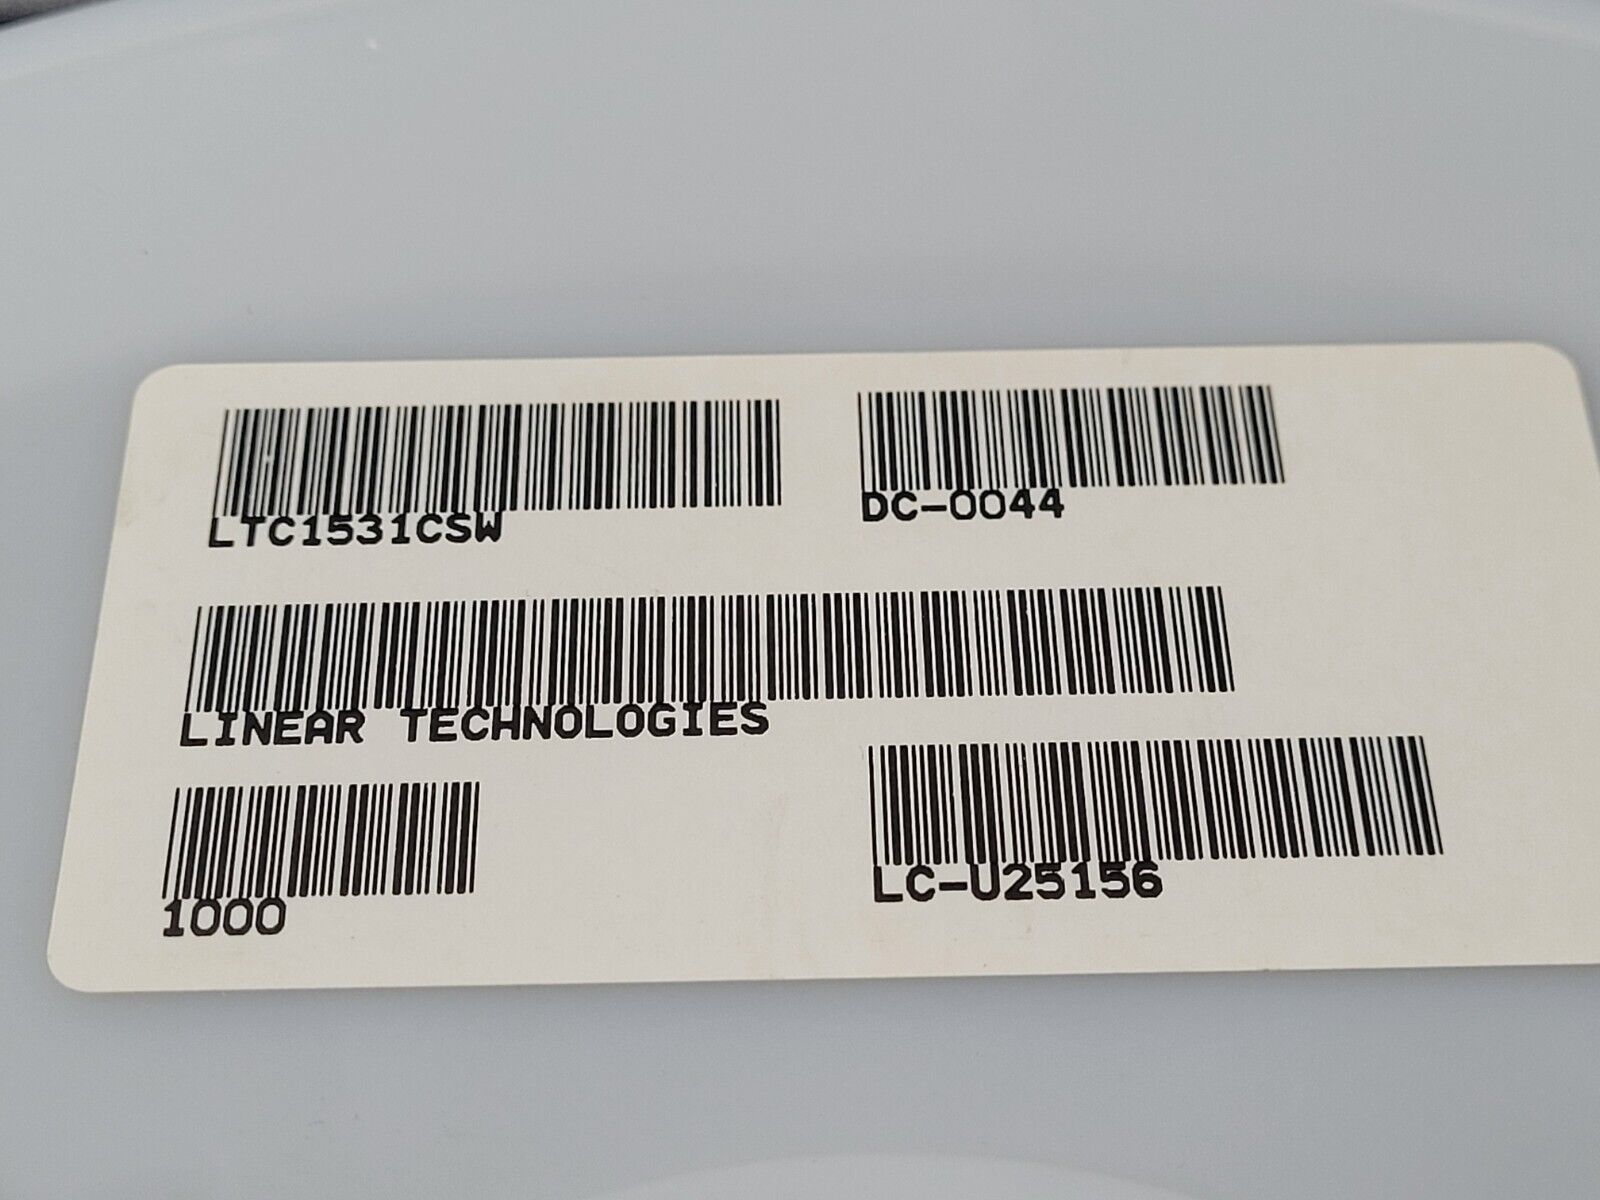 LTC1531CSW
DC-0044
LINEAR TECHNOLOGIES
1000
LC-U25156